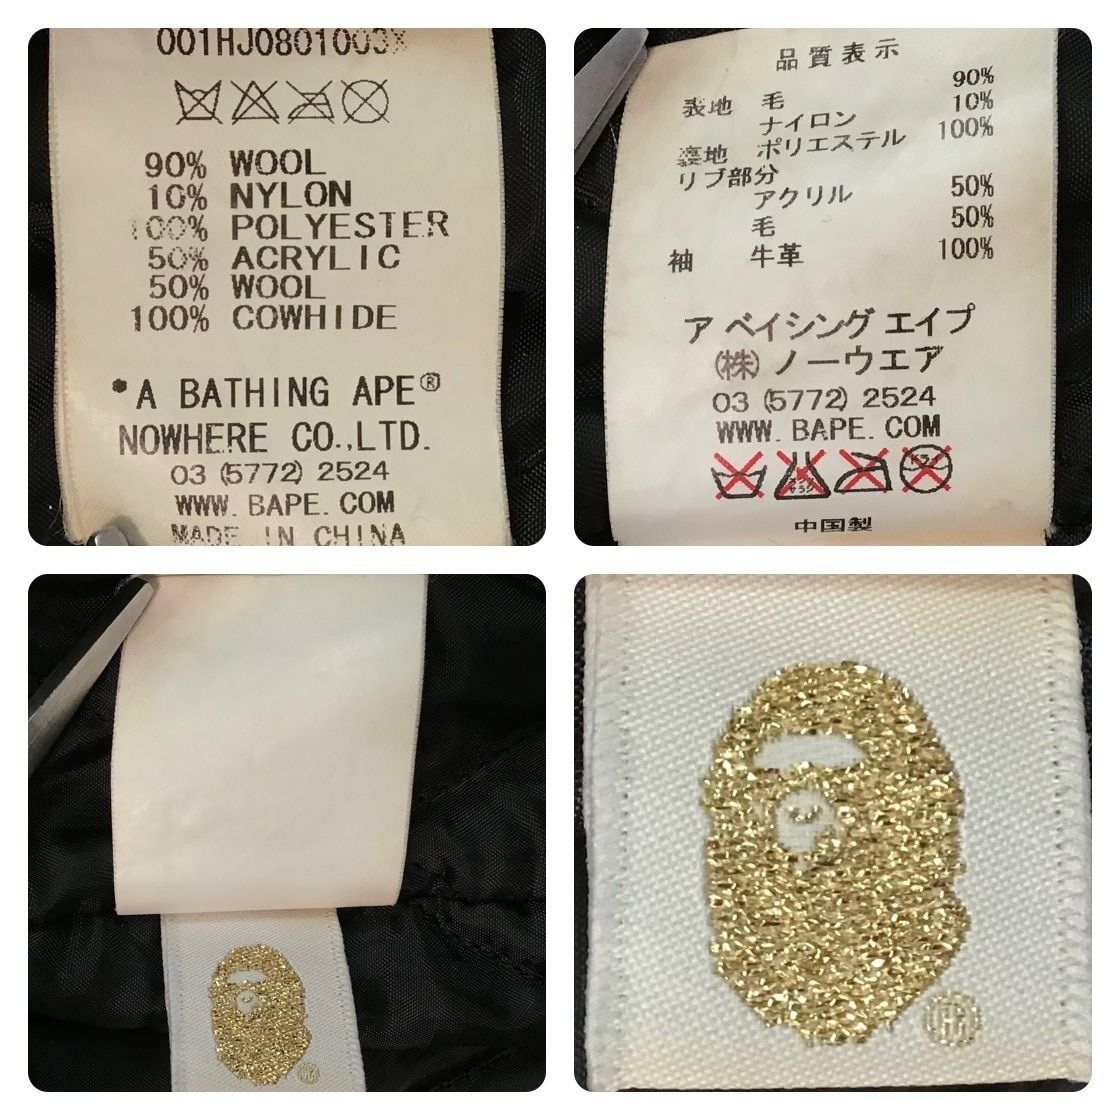 001HJ0801003X
90% WOOL
10% NYLON
100% POLYESTER
50% ACRYLIC
50% WOOL
100% COWHIDE
*A BATHING APE®
NOWHERE CO.,LTD.
03 (5772) 2524
WWW. BAPE. COM
MADE IN CHINA
品質表示
表地 毛 90%
ナイロン 10%
裏地 ポリエステル 100%
リブ部分
アクリル 50%
毛 50%
袖 牛革 100%
ア ベイシング エイプ
(株) ノーウエア
03 (5772) 2524
WWW. BAPE. COM
中国製